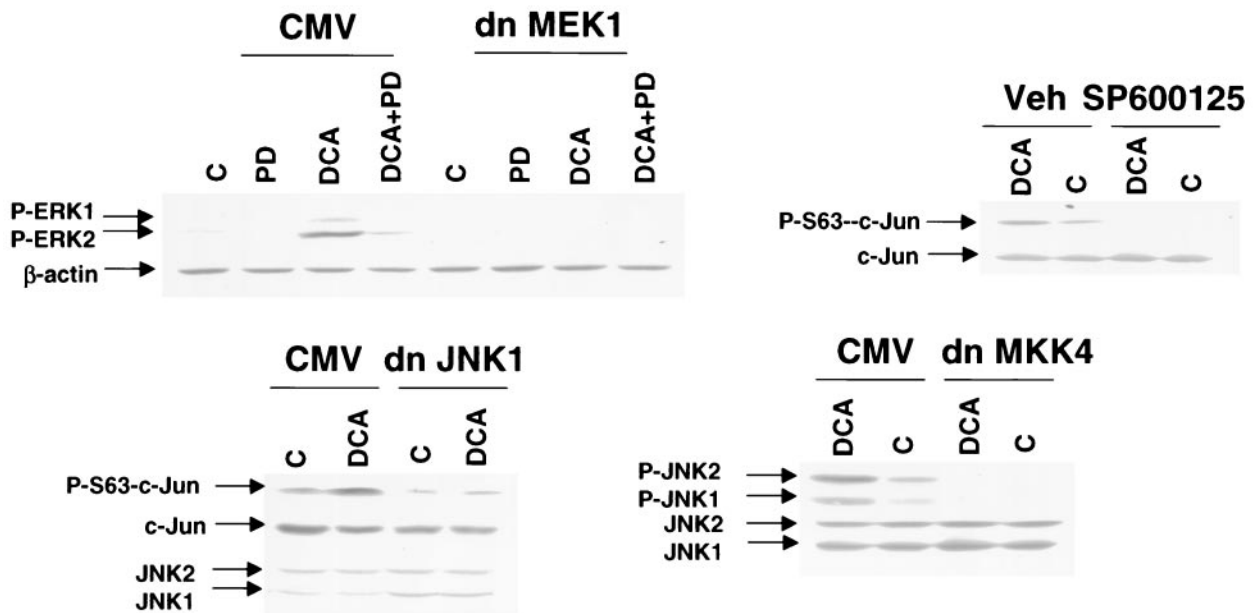 CMV
dn MEK1
C
PD
DCA
DCA+PD
C
PD
DCA
DCA+PD
P-ERK1
P-ERK2
β-actin
Veh SP600125
DCA
C
DCA
C
P-S63--c-Jun
c-Jun
CMV
dn JNK1
C
DCA
C
DCA
P-S63-c-Jun
c-Jun
JNK2
JNK1
CMV
dn MKK4
DCA
C
DCA
C
P-JNK2
P-JNK1
JNK2
JNK1